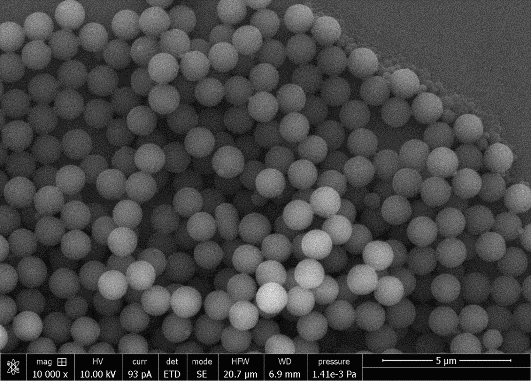 mag HV curr det mode HFW WD pressure
10 000 x 10.00 kV 93 pA ETD SE 20.7 µm 6.9 mm 1.41e-3 Pa
5 µm